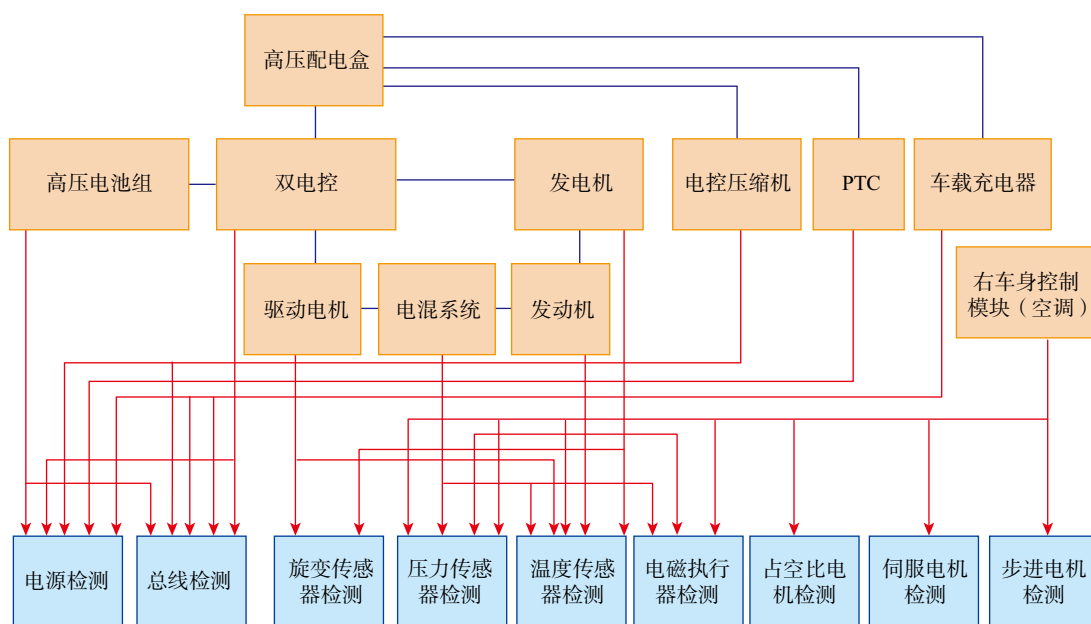 高压配电盒
高压电池组
双电控
发电机
电控压缩机
PTC
车载充电器
驱动电机
电混系统
发动机
右车身控制
模块（空调）
电源检测
总线检测
旋变传感
器检测
压力传感
器检测
温度传感
器检测
电磁执行
器检测
占空比电
机检测
伺服电机
检测
步进电机
检测